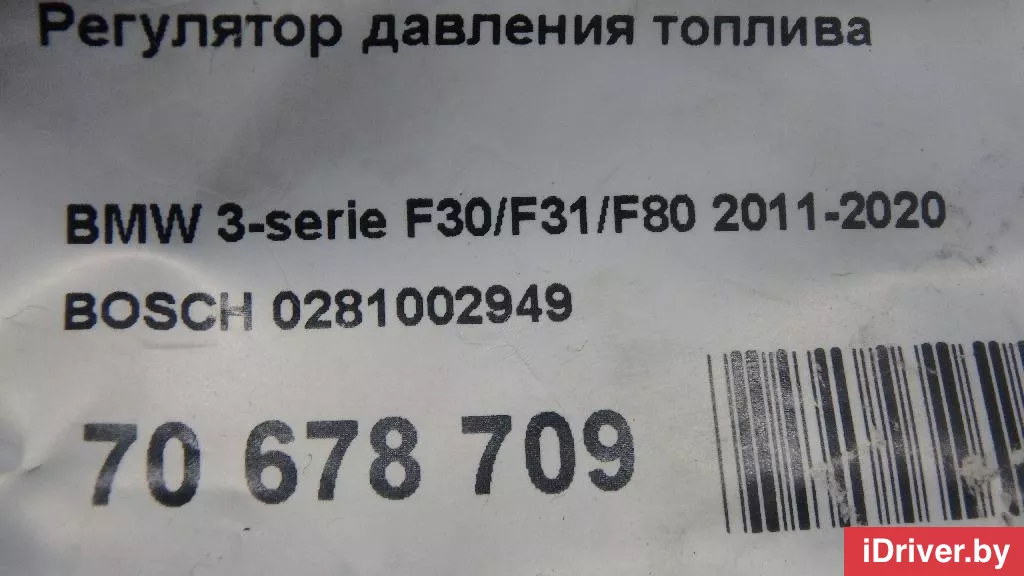 Регулятор давления топлива
BMW 3-serie F30/F31/F80 2011-2020
BOSCH 0281002949
70 678 709
iDriver.by